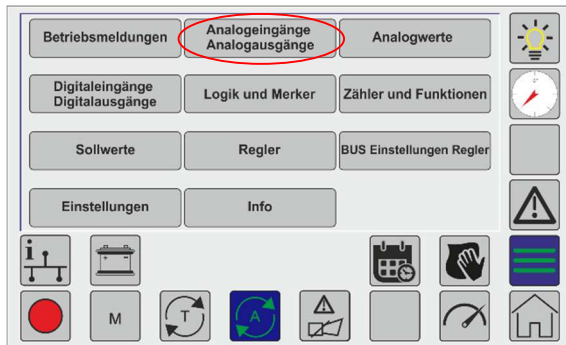 Betriebsmeldungen
Analogeingänge
Analogausgänge
Analogwerte
Digitaleingänge
Digitalausgänge
Logik und Merker
Zähler und Funktionen
Sollwerte
Regler
BUS Einstellungen Regler
Einstellungen
Info
i
M
T
A